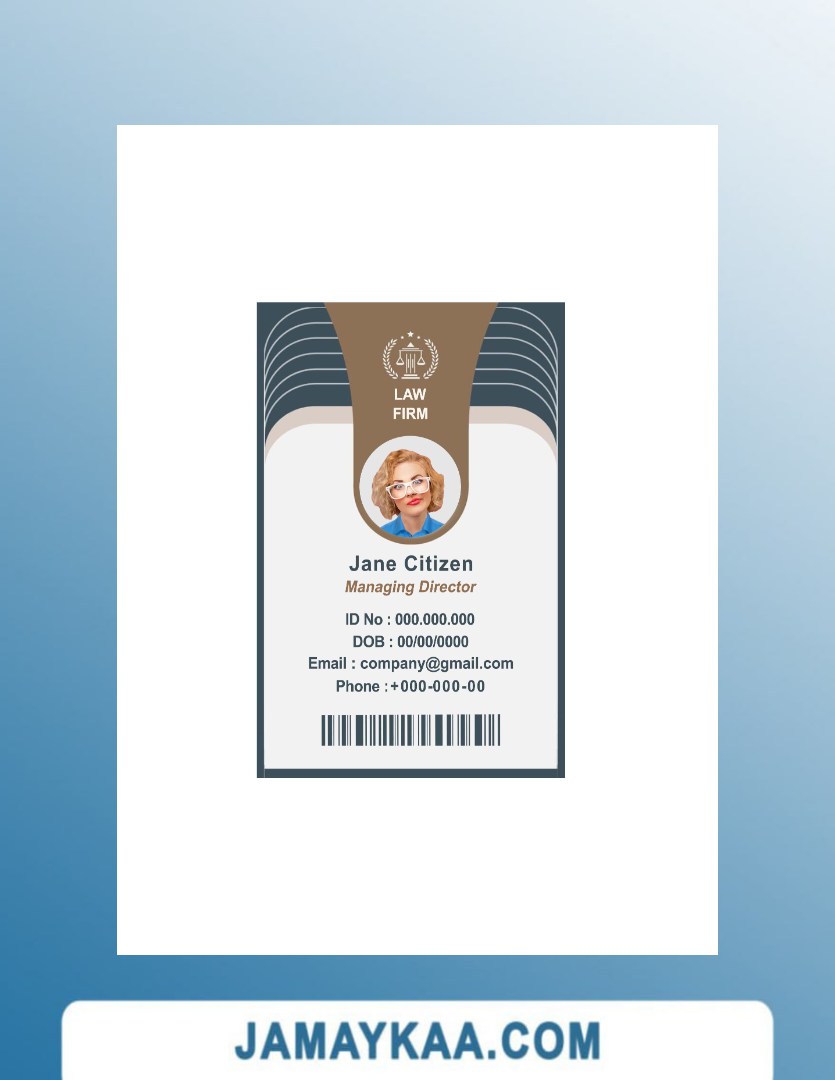 LAW
FIRM
Jane Citizen
Managing Director
ID No : 000.000.000
DOB : 00/00/0000
Email : company@gmail.com
Phone :+000-000-00
JAMAYKAA.COM